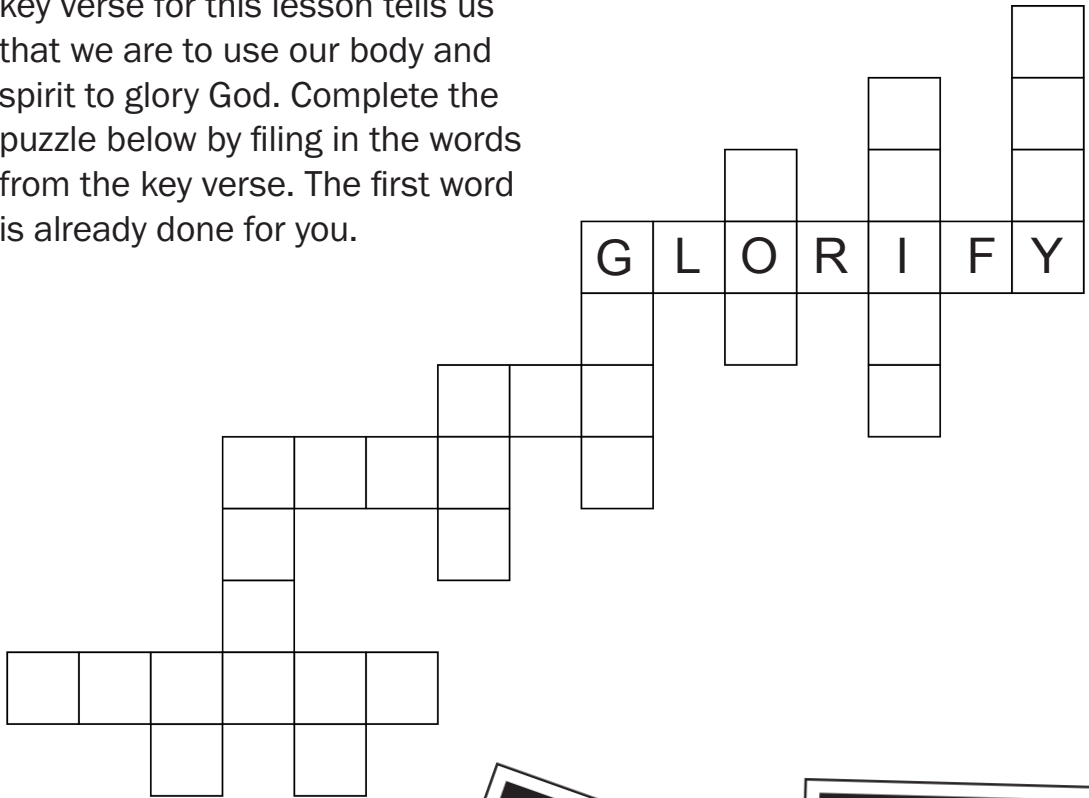 key verse for this lesson tells us
that we are to use our body and
spirit to glory God. Complete the
puzzle below by filing in the words
from the key verse. The first word
is already done for you.
G L O R I F Y